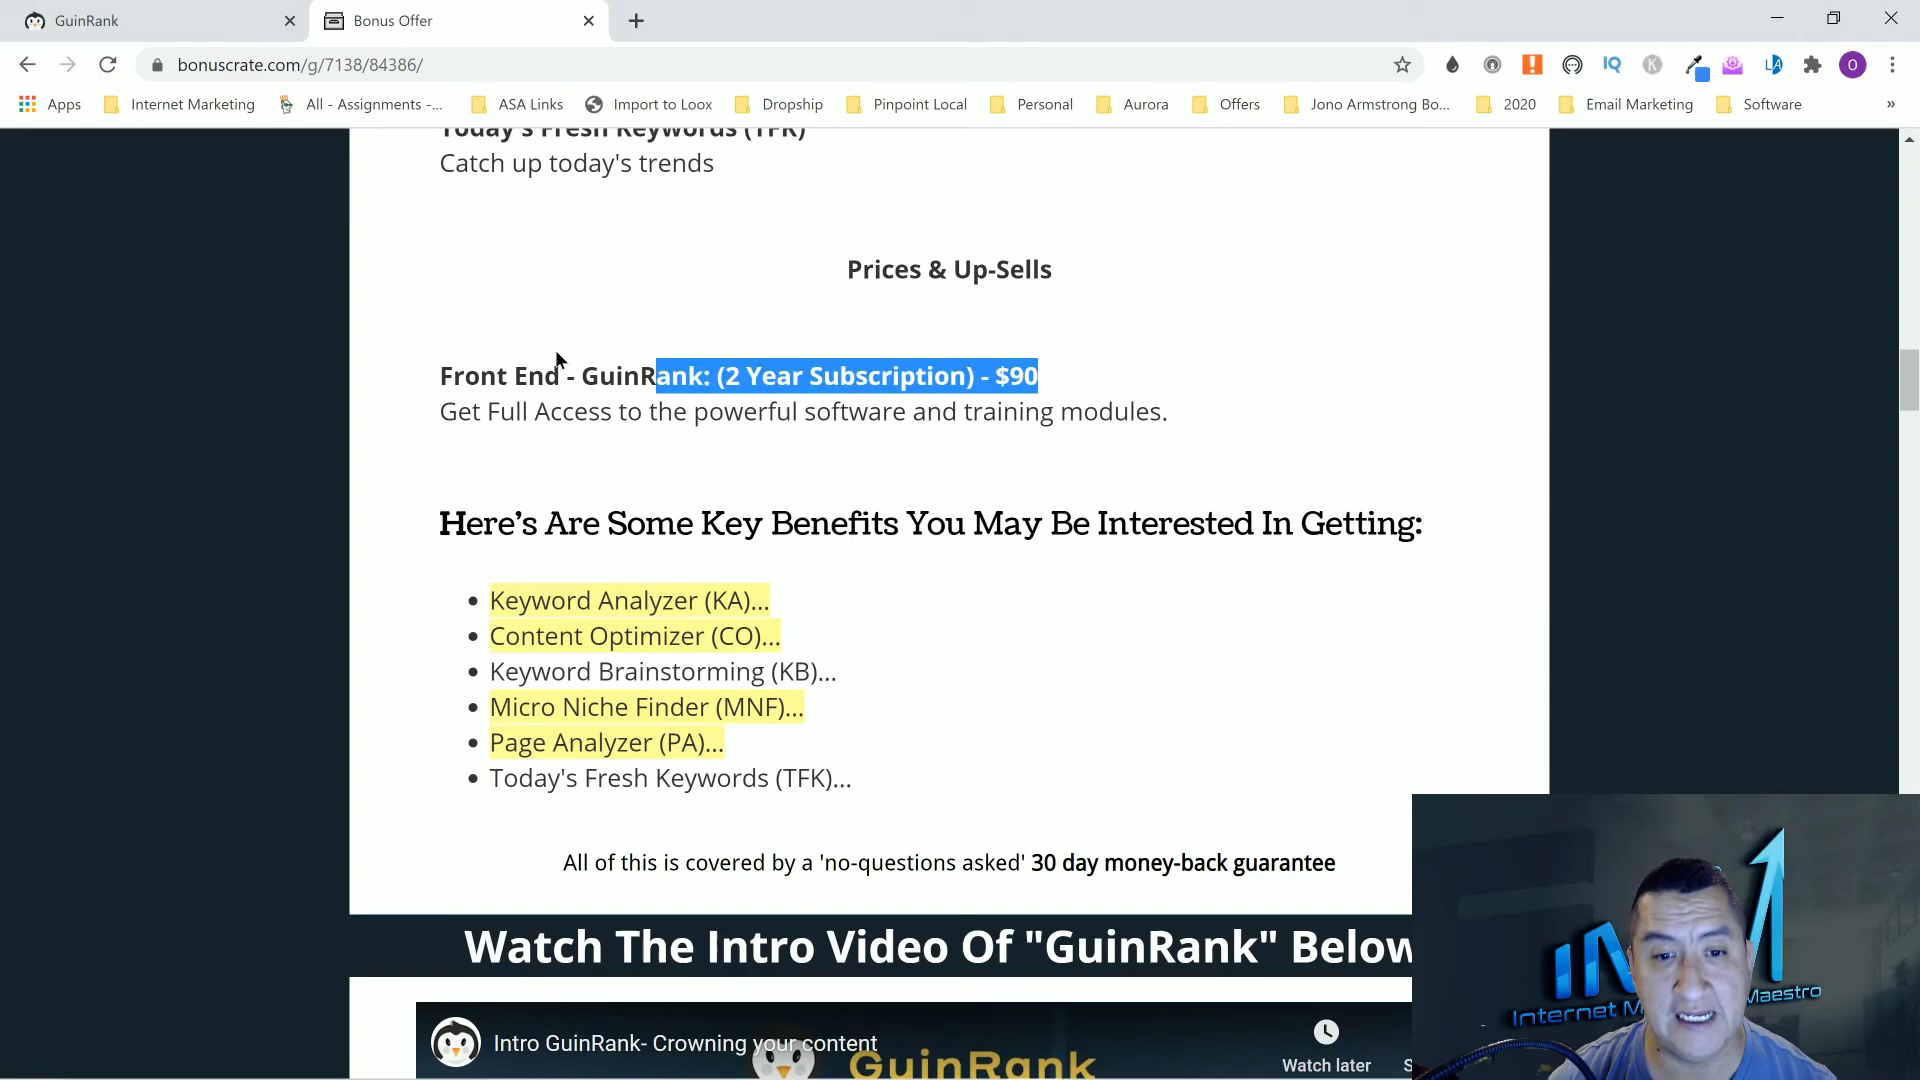 GuinRank
Bonus Offer
bonuscrate.com/g/7138/84386/
Apps
Internet Marketing
All - Assignments -...
ASA Links
Import to Loox
Dropship
Pinpoint Local
Personal
Aurora
Offers
Jono Armstrong Bo...
2020
Email Marketing
Software
»
Today's Fresh Keywords (TFK)
Catch up today's trends
Prices & Up-Sells
Front End - GuinRank: (2 Year Subscription) - $90
Get Full Access to the powerful software and training modules.
Here's Are Some Key Benefits You May Be Interested In Getting:
• Keyword Analyzer (KA)...
• Content Optimizer (CO)...
• Keyword Brainstorming (KB)...
• Micro Niche Finder (MNF)...
• Page Analyzer (PA)...
• Today's Fresh Keywords (TFK)...
All of this is covered by a 'no-questions asked' 30 day money-back guarantee
Watch The Intro Video Of "GuinRank" Below
Intro GuinRank- Crowning your content
GuinRank
Watch later
Internet M
Maestro